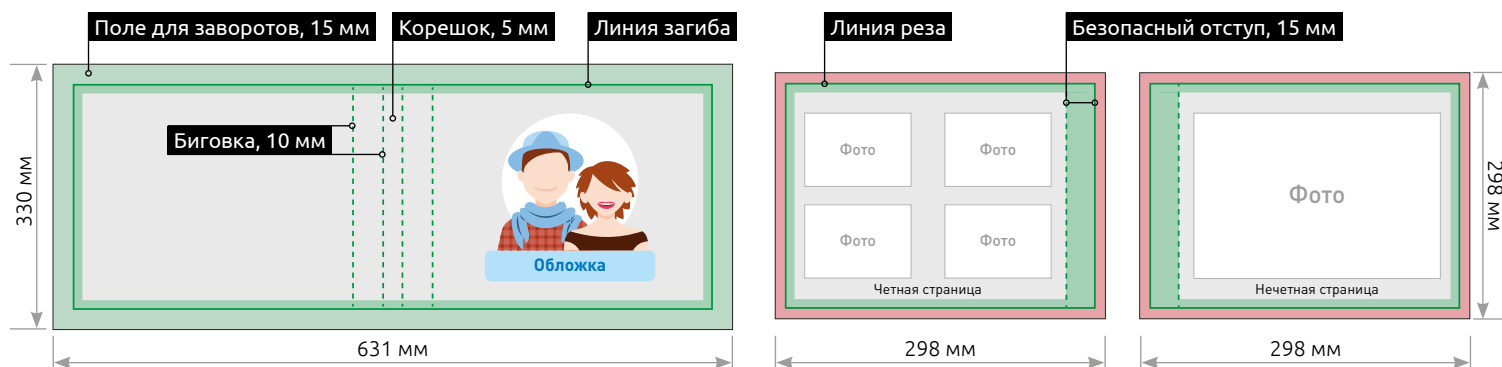 Поле для заворотов, 15 мм
Корешок, 5 мм
Линия загиба
Линия реза
Безопасный отступ, 15 мм
Биговка, 10 мм
330 мм
Обложка
631 мм
Фото
Фото
Фото
Фото
Четная страница
298 мм
Фото
Нечетная страница
298 мм
298 мм